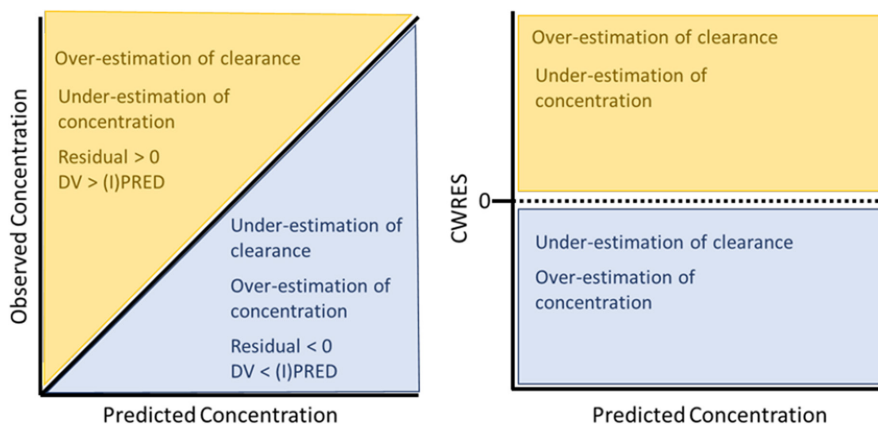 Observed Concentration
Over-estimation of clearance
Under-estimation of
concentration
Residual > 0
DV > (I)PRED
Under-estimation of
clearance
Over-estimation of
concentration
Residual < 0
DV < (I)PRED
Predicted Concentration
CWRES
0
Over-estimation of clearance
Under-estimation of
concentration
Under-estimation of clearance
Over-estimation of
concentration
Predicted Concentration